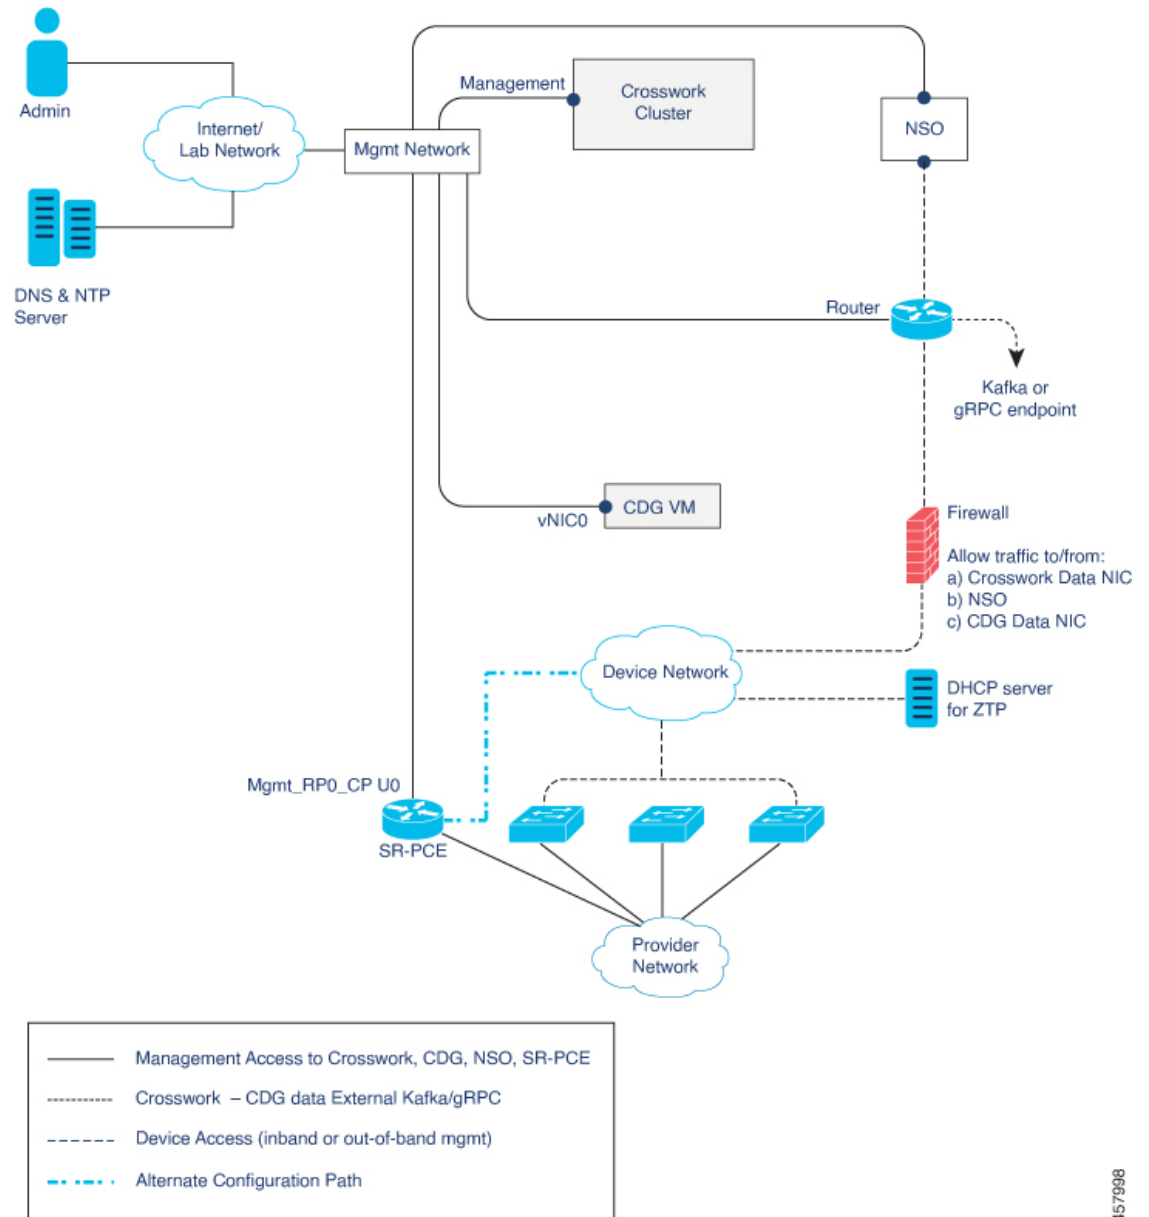 Admin
Internet/
Lab Network
DNS & NTP
Server
Mgmt Network
Management
Crosswork
Cluster
NSO
Router
Kafka or
gRPC endpoint
vNIC0
CDG VM
Firewall
Allow traffic to/from:
a) Crosswork Data NIC
b) NSO
c) CDG Data NIC
Device Network
DHCP server
for ZTP
Mgmt_RP0_CP U0
SR-PCE
Provider
Network
Management Access to Crosswork, CDG, NSO, SR-PCE
Crosswork – CDG data External Kafka/gRPC
Device Access (inband or out-of-band mgmt)
Alternate Configuration Path
457998